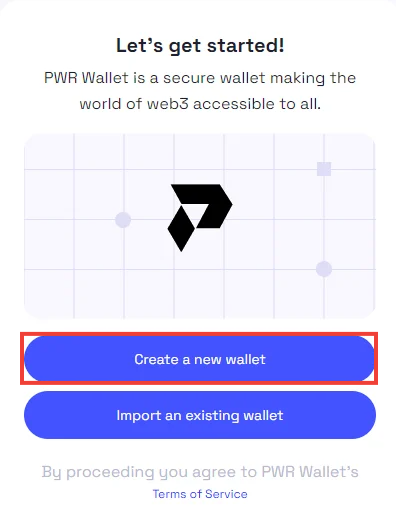 Let's get started!
PWR Wallet is a secure wallet making the
world of web3 accessible to all.
Create a new wallet
Import an existing wallet
By proceeding you agree to PWR Wallet's
Terms of Service